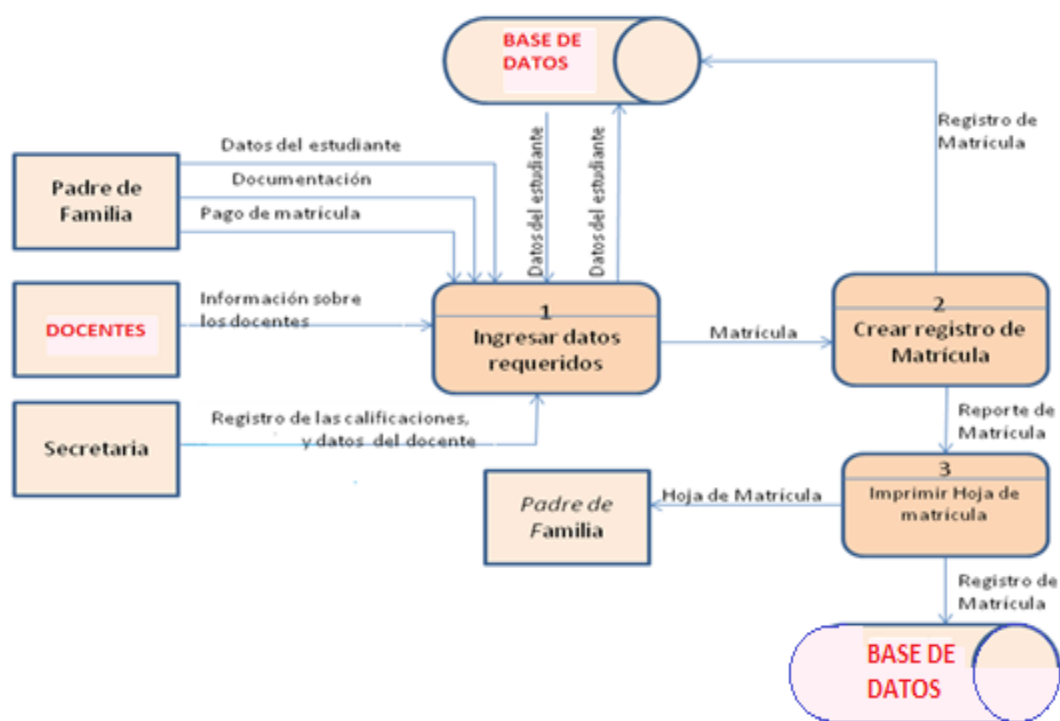 BASE DE
DATOS
Registro de
Matrícula
Datos del estudiante
Datos del estudiante
Datos del estudiante
Documentación
Pago de matrícula
Padre de
Familia
DOCENTES
Información sobre
los docentes
1
Ingresar datos
requeridos
Matrícula
2
Crear registro de
Matrícula
Secretaria
Registro de las calificaciones,
y datos del docente
Reporte de
Matrícula
3
Imprimir Hoja de
matrícula
Hoja de Matrícula
Padre de
Familia
Registro de
Matrícula
BASE DE
DATOS